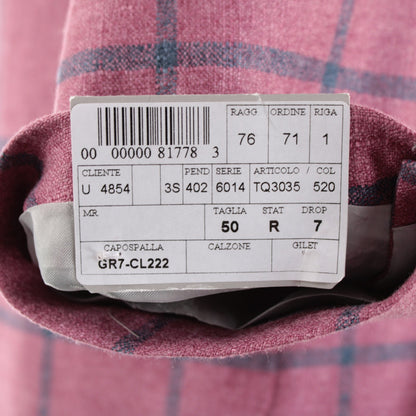 RAGG. ORDINE RIGA
76 71 1
00 00000 81778 3
CLIENTE PEND SERIE ARTICOLO / COL
U 4854 3S 402 6014 TQ3035 520
MR TAGLIA STAT DROP
50 R 7
CAPOSPALLA CALZONE GILET
GR7-CL222